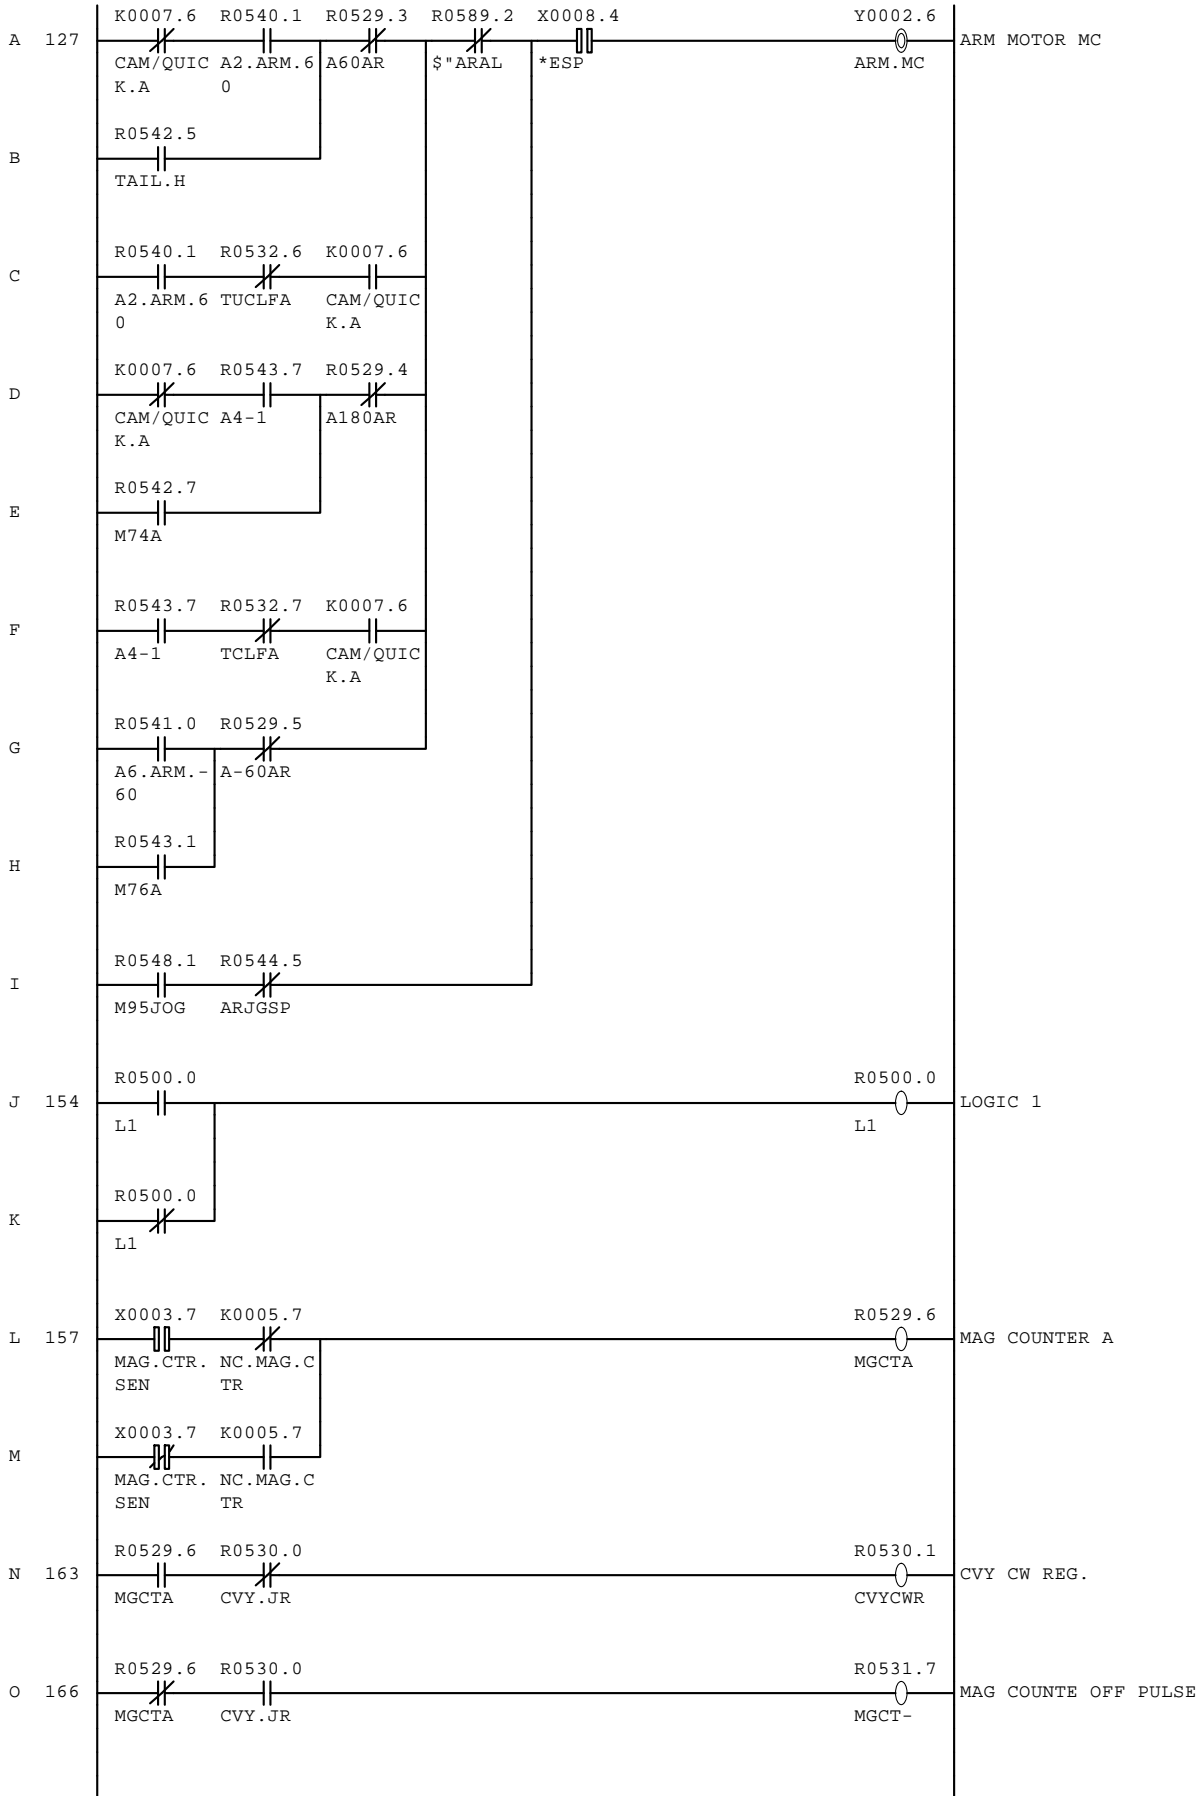 K0007.6 R0540.1 R0529.3 R0589.2 X0008.4 Y0002.6
A 127 ARM MOTOR MC
CAM/QUIC A2.ARM.6 A60AR $"ARAL *ESP ARM.MC
K.A 0
R0542.5
B
TAIL.H
R0540.1 R0532.6 K0007.6
C
A2.ARM.6 TUCLFA CAM/QUIC
0 K.A
K0007.6 R0543.7 R0529.4
D
CAM/QUIC A4-1 A180AR
K.A
R0542.7
E
M74A
R0543.7 R0532.7 K0007.6
F
A4-1 TCLFA CAM/QUIC
K.A
R0541.0 R0529.5
G
A6.ARM.- A-60AR
60
R0543.1
H
M76A
R0548.1 R0544.5
I
M95JOG ARJGSP
R0500.0 R0500.0
J 154 LOGIC 1
L1 L1
R0500.0
K
L1
X0003.7 K0005.7 R0529.6
L 157 MAG COUNTER A
MAG.CTR. NC.MAG.C MGCTA
SEN TR
X0003.7 K0005.7
M
MAG.CTR. NC.MAG.C
SEN TR
R0529.6 R0530.0 R0530.1
N 163 CVY CW REG.
MGCTA CVY.JR CVYCWR
R0529.6 R0530.0 R0531.7
O 166 MAG COUNTE OFF PULSE
MGCTA CVY.JR MGCT-